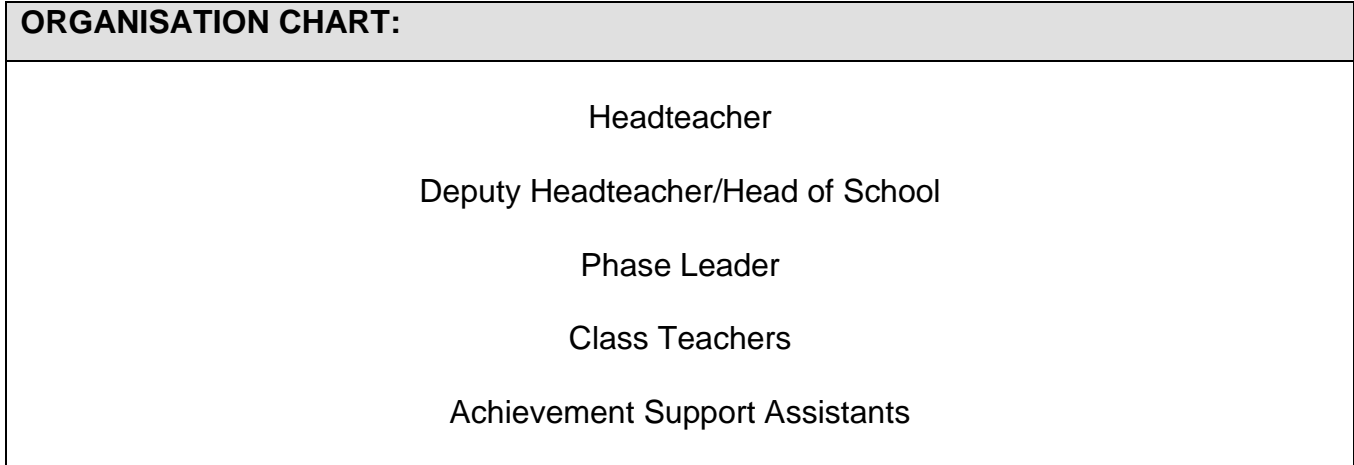 ORGANISATION CHART:
Headteacher
Deputy Headteacher/Head of School
Phase Leader
Class Teachers
Achievement Support Assistants